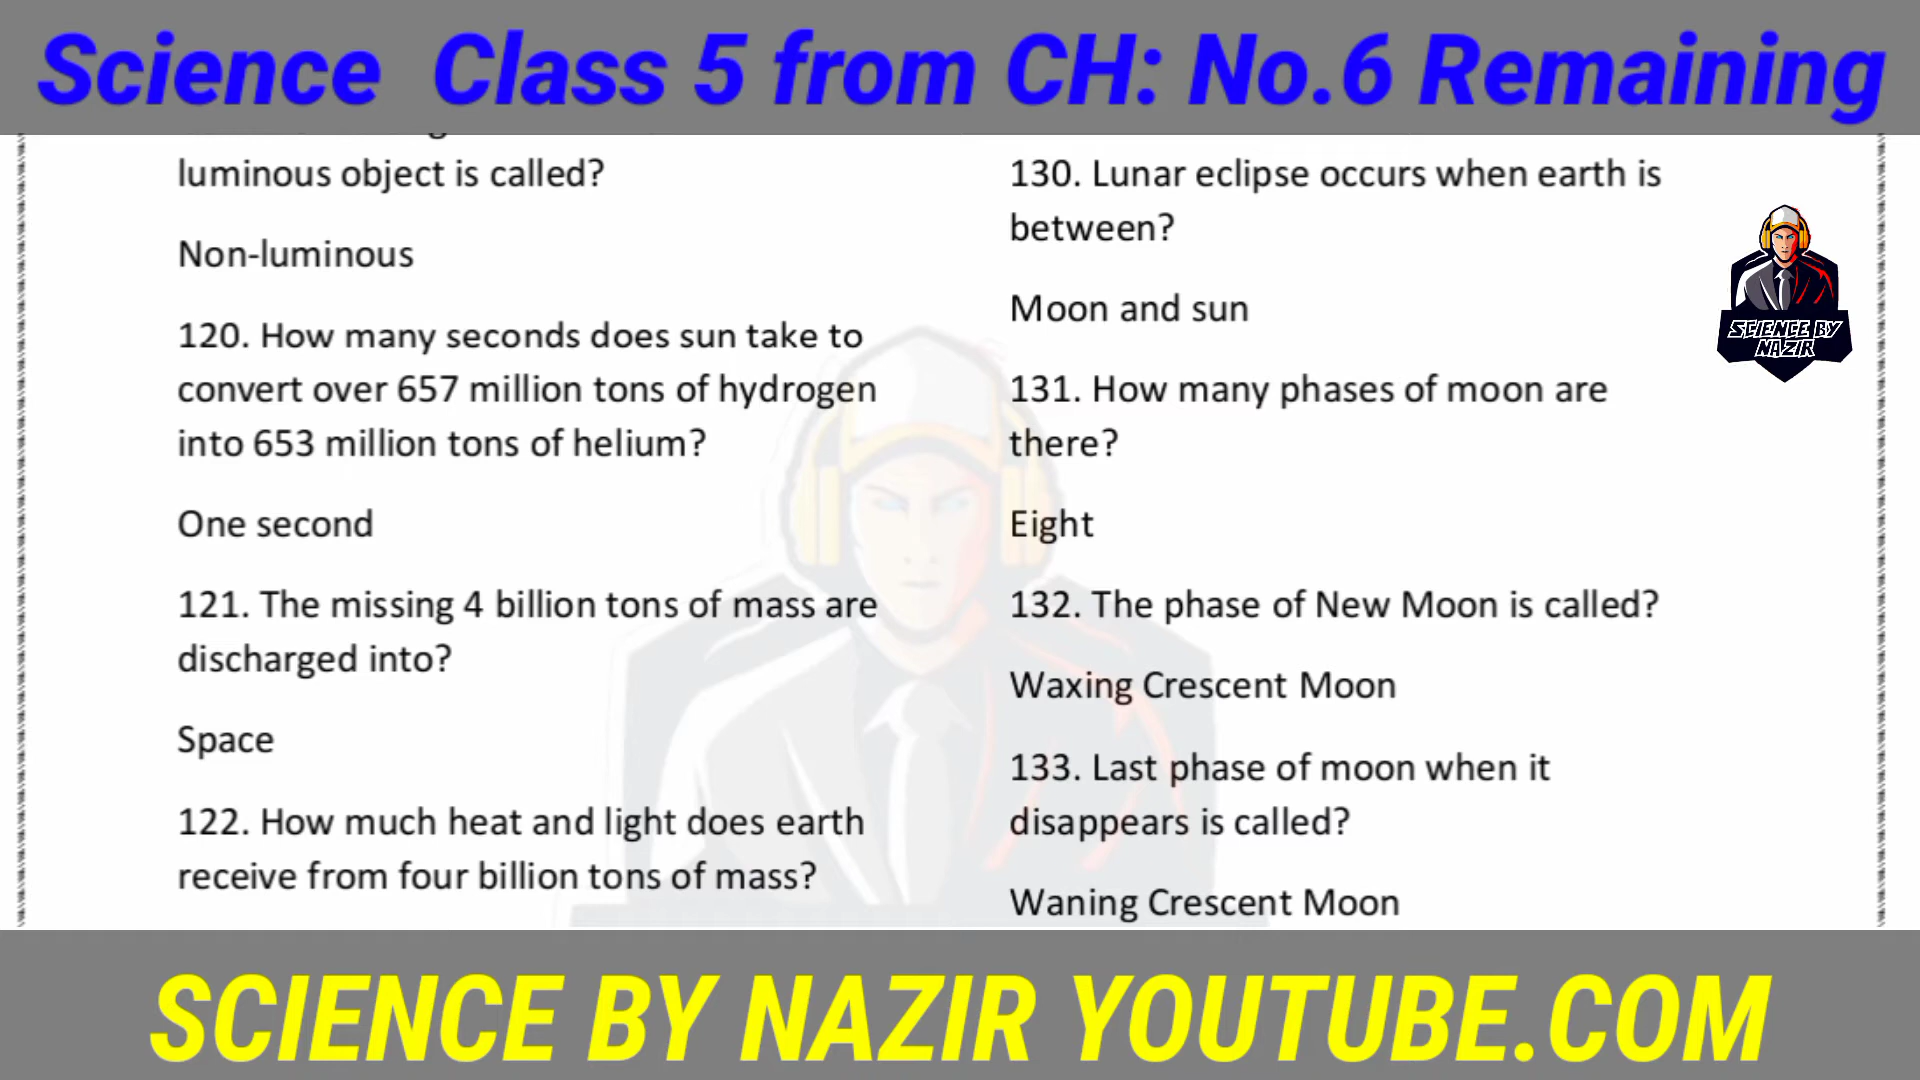 Science Class 5 from CH: No.6 Remaining
luminous object is called?
Non-luminous
120. How many seconds does sun take to
convert over 657 million tons of hydrogen
into 653 million tons of helium?
One second
121. The missing 4 billion tons of mass are
discharged into?
Space
122. How much heat and light does earth
receive from four billion tons of mass?
130. Lunar eclipse occurs when earth is
between?
Moon and sun
131. How many phases of moon are
there?
Eight
132. The phase of New Moon is called?
Waxing Crescent Moon
133. Last phase of moon when it
disappears is called?
Waning Crescent Moon
SCIENCE BY
NAZIR
SCIENCE BY NAZIR YOUTUBE.COM